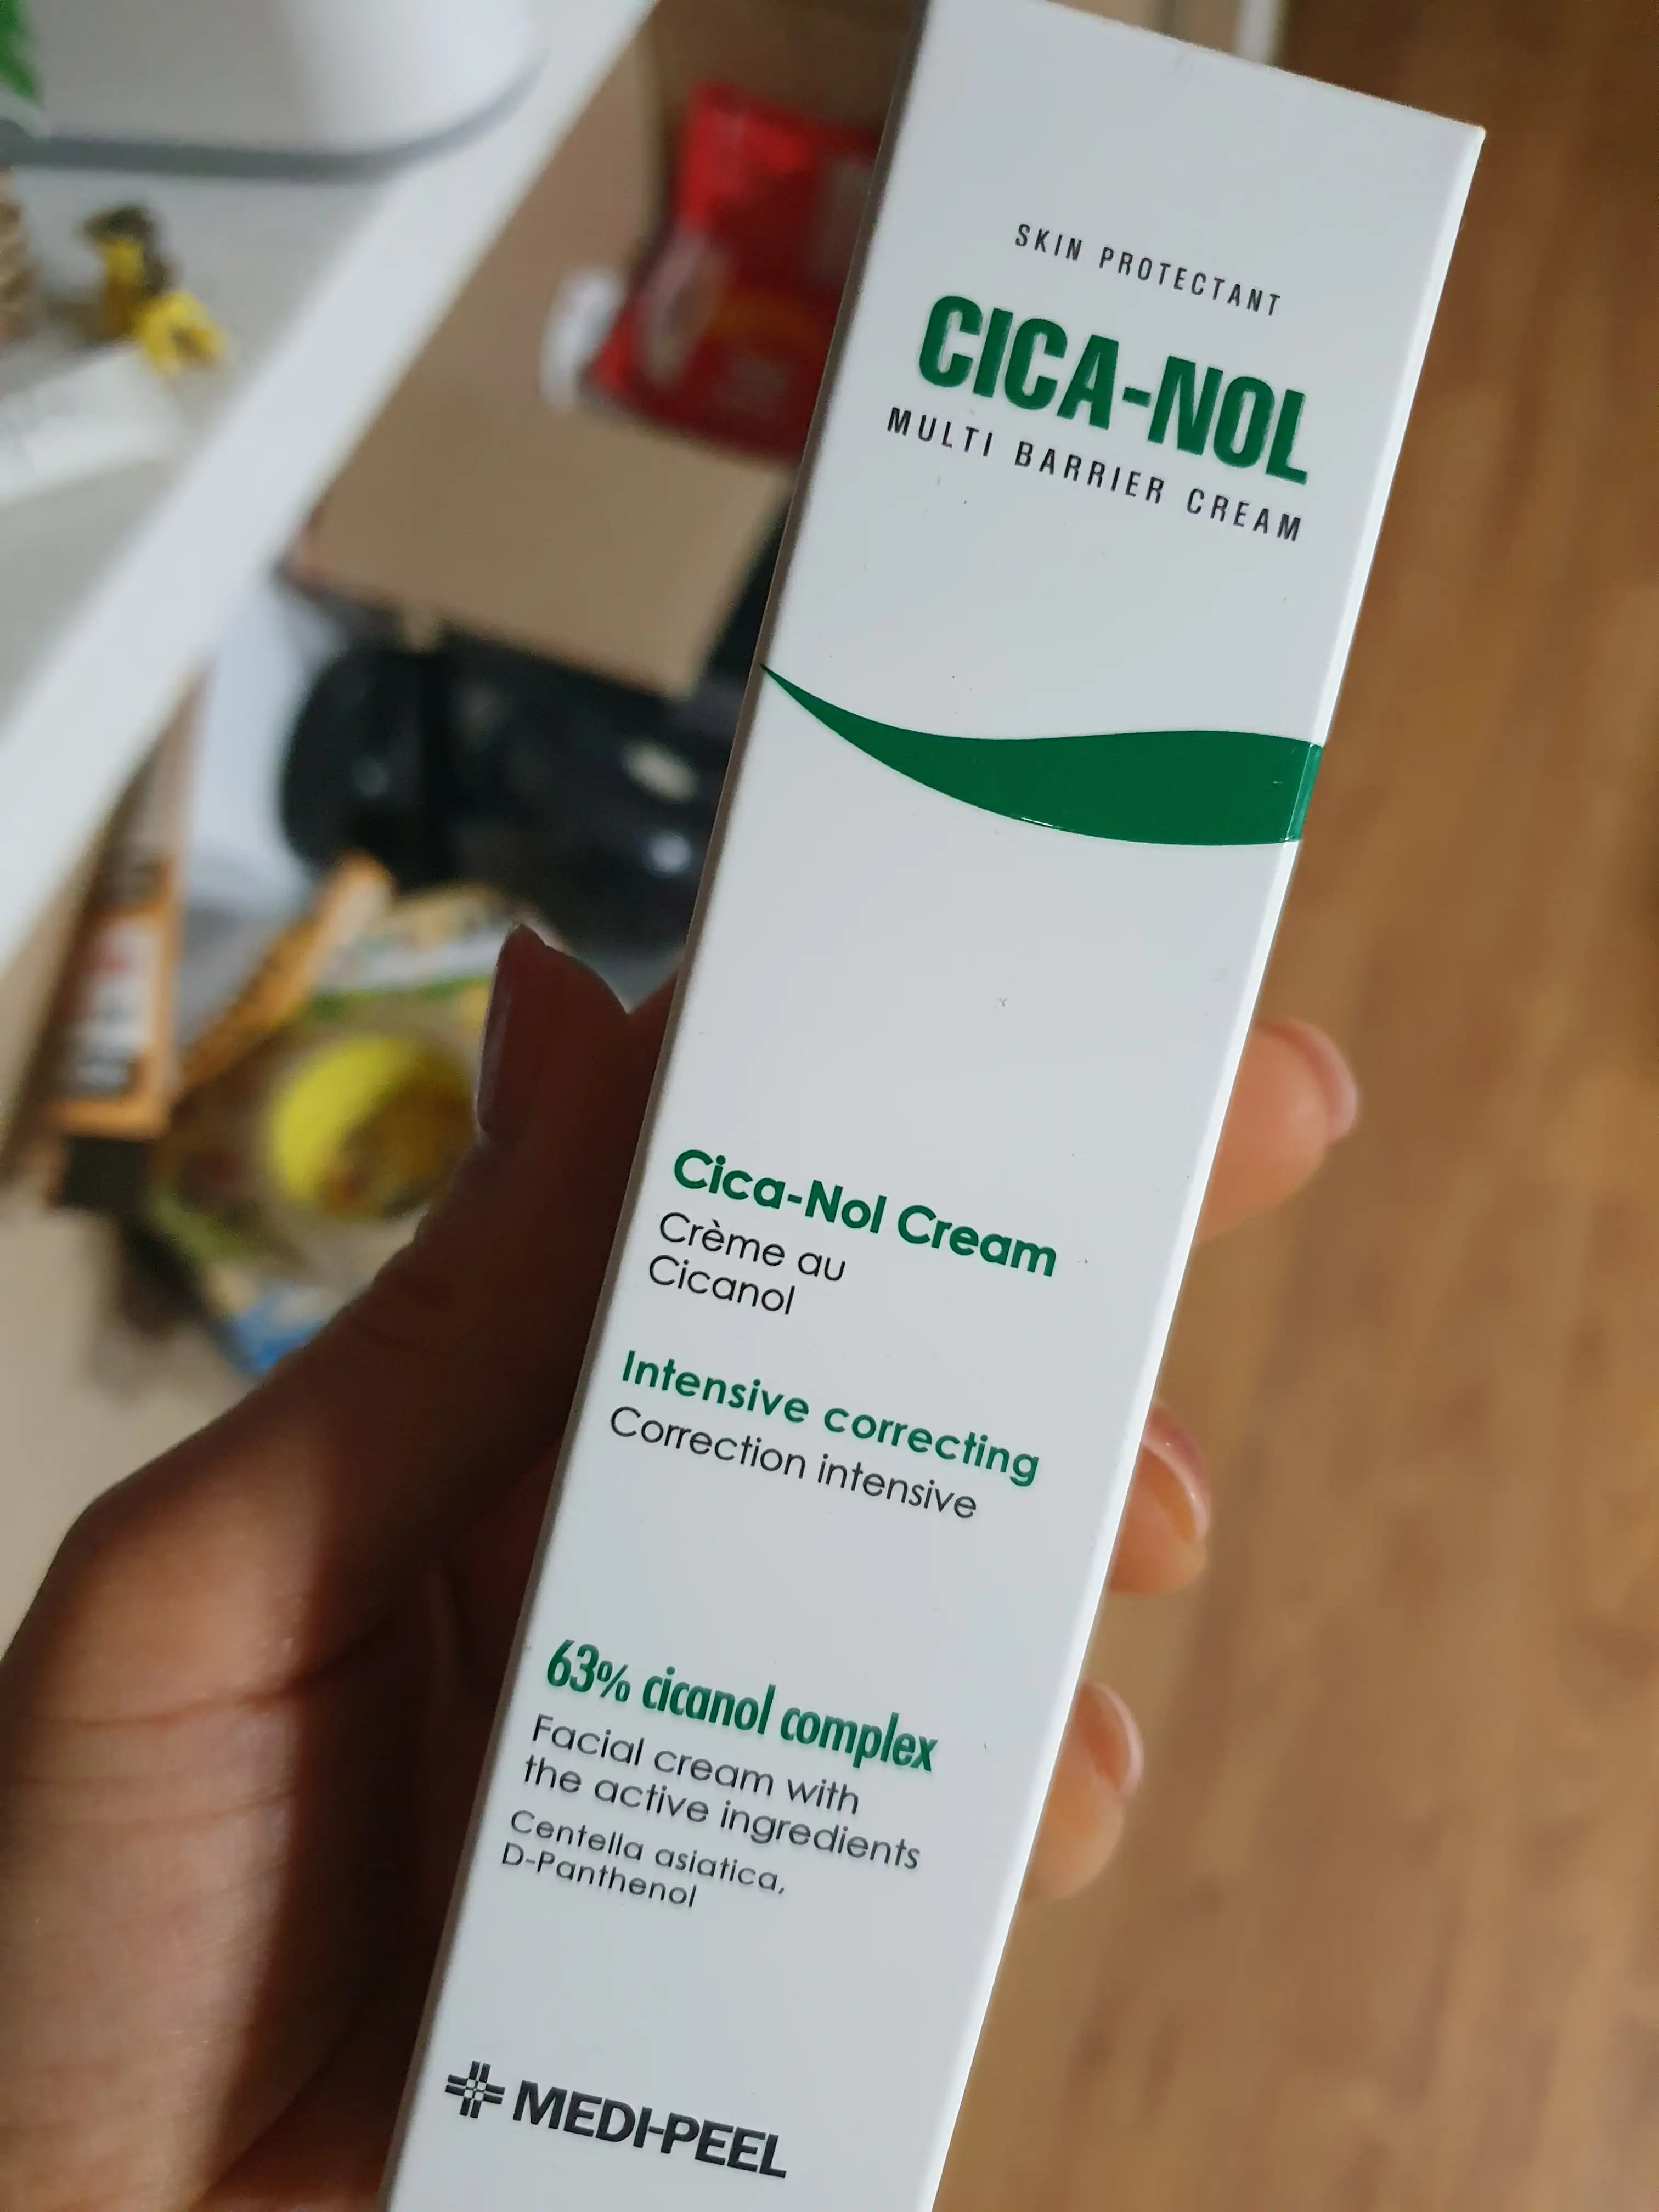 SKIN PROTECTANT
CICA-NOL
MULTI BARRIER CREAM
Cica-Nol Cream
Crème au
Cicanol
Intensive correcting
Correction intensive
63% cicanol complex
Facial cream with
the active ingredients
Centella asiatica,
D-Panthenol
MEDI-PEEL